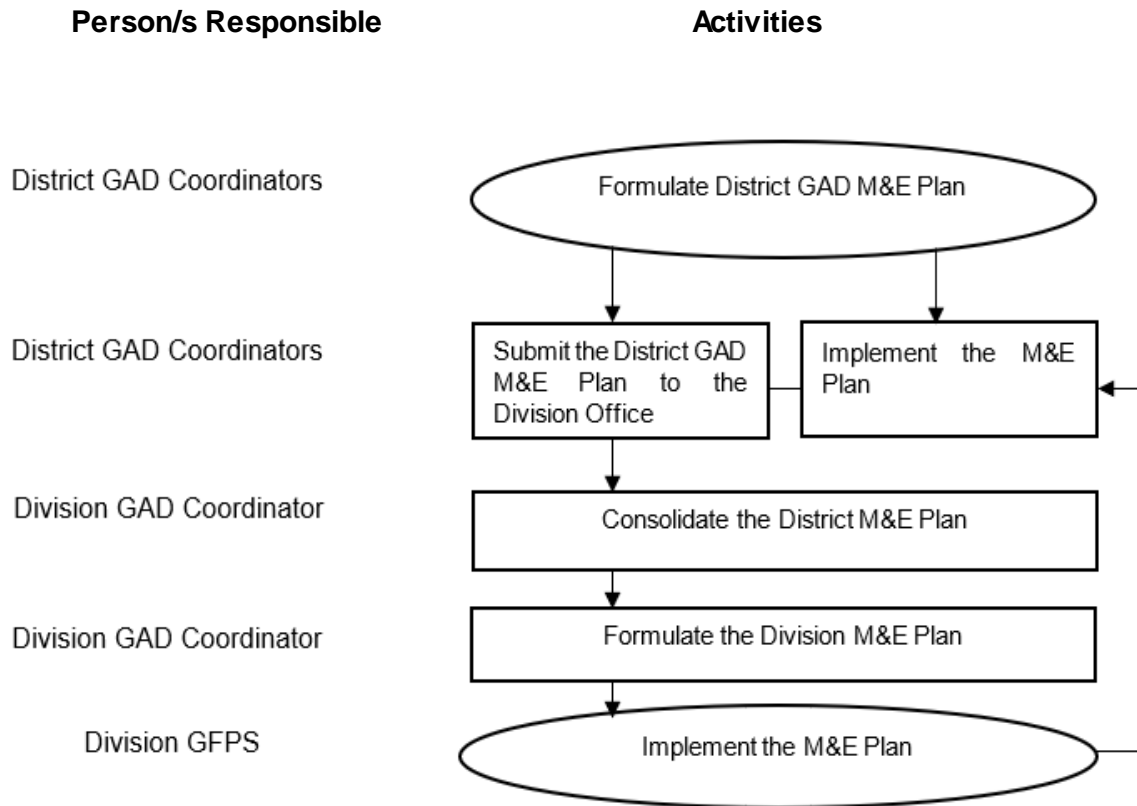 Person/s Responsible
Activities
District GAD Coordinators
Formulate District GAD M&E Plan
District GAD Coordinators
Submit the District GAD
M&E Plan to the
Division Office
Implement the M&E
Plan
Division GAD Coordinator
Consolidate the District M&E Plan
Division GAD Coordinator
Formulate the Division M&E Plan
Division GFPS
Implement the M&E Plan